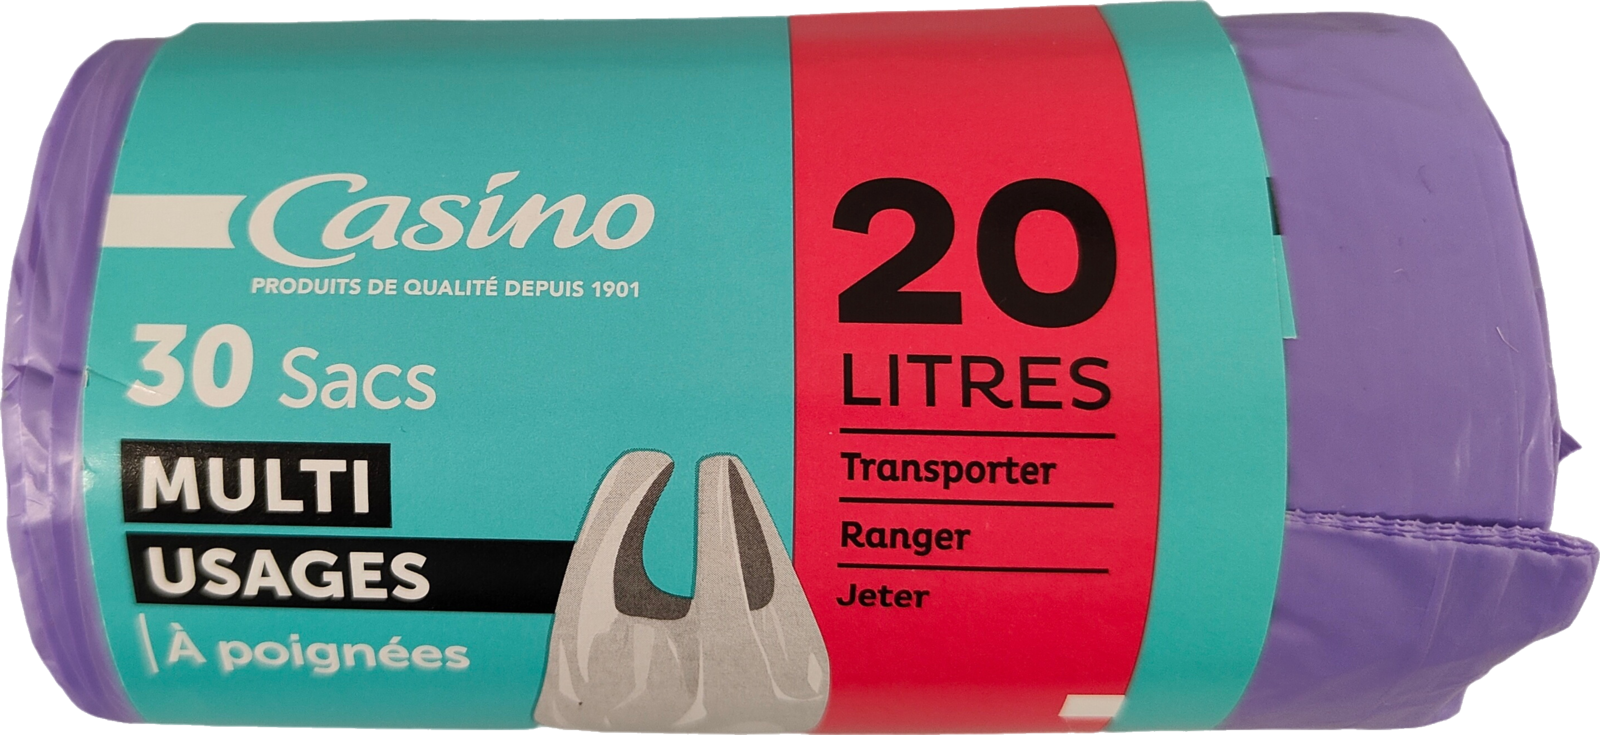 Casino
PRODUITS DE QUALITÉ DEPUIS 1901
30 Sacs
MULTI
USAGES
À poignées
20
LITRES
Transporter
Ranger
Jeter